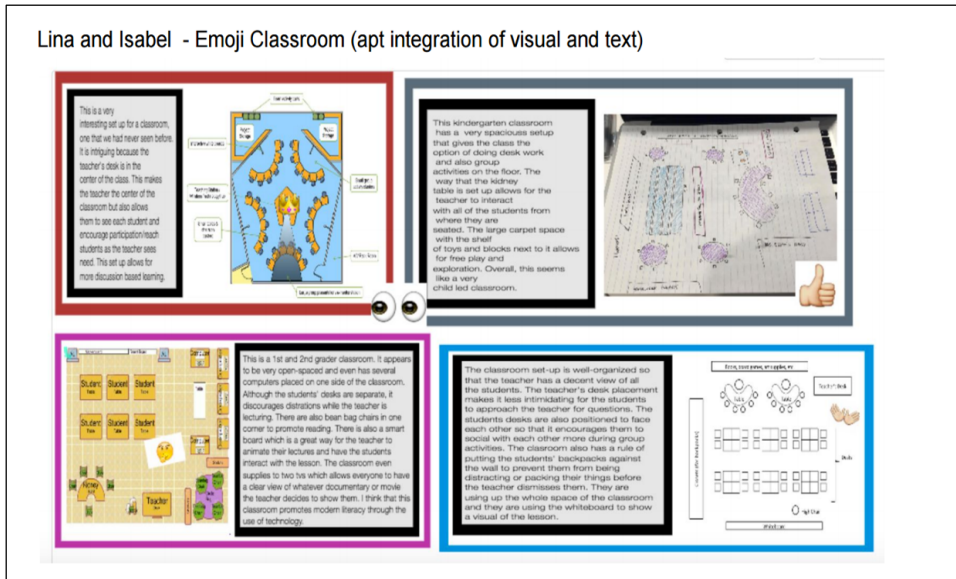 Lina and Isabel - Emoji Classroom (apt integration of visual and text)
This is a very
interesting set up for a classroom,
one that we had never seen before.
It is intriguing because the
teacher's desk is in the
center of the class. This makes
the teacher the center of the
classroom but also allows
them to see each student and
encourage participation/each
students as the teacher sees
need. This set up allows for
more discussion based learning.
This kindergarten classroom
has a very spaciouss setup
that gives the class the
option of doing desk work
and also group
activities on the floor. The
way that the kidney
table is set up allows for the
teacher to interact
with all of the students from
where they are
seated. The large carpet space
with the shelf
of toys and blocks next to it allows
for free play and
exploration. Overall, this seems
like a very
child led classroom.
Student Student Student
Student Student Student
Kidney
Teacher
This is a 1st and 2nd grader classroom. It appears
to be very open-spaced and even has several
computers placed on one side of the classroom.
Although the students' desks are separate, it
discourages distrations while the teacher is
lecturing. There are also bean bag chairs in one
corner to promote reading. There is also a smart
board which is a great way for the teacher to
animate their lectures and have the students
interact with the lesson. The classroom even
supplies to two tvs which allows everyone to have
a clear view of whatever documentary or movie
the teacher decides to show them. I think that this
classroom promotes modern literacy through the
use of technology.
The classroom set-up is well-organized so
that the teacher has a decent view of all
the students. The teacher's desk placement
makes it less intimidating for the students
to approach the teacher for questions. The
students desks are also positioned to face
each other so that it encourages them to
social with each other more during group
activities. The clasroom also has a rule of
putting the students' backpacks against
the wall to prevent them from being
distracting or packing their things before
the teacher dismisses them. They are
using up the whole space of the classroom
and they are using the whiteboard to show
a visual of the lesson.
Teacher's Desk
Table Table
Desks